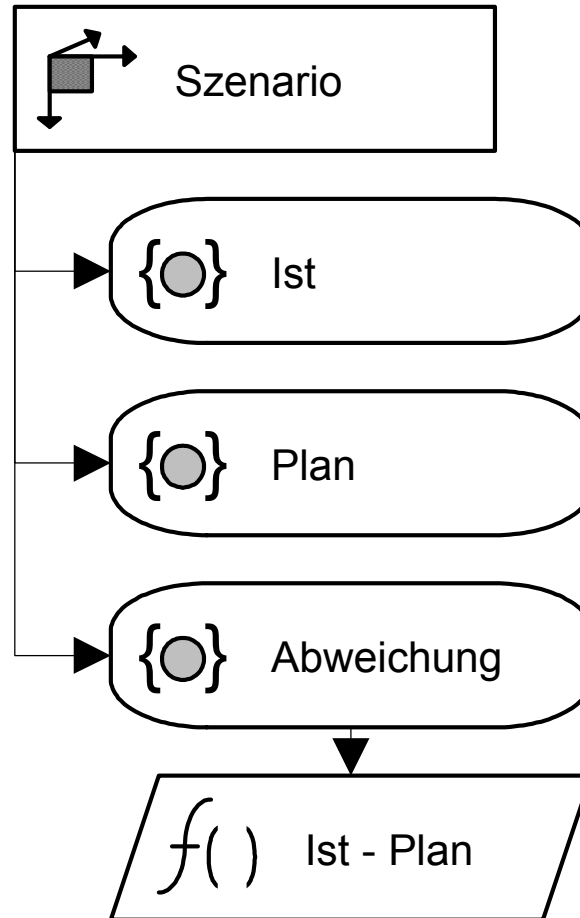 Szenario
{ } Ist
{ } Plan
{ } Abweichung
f( ) Ist - Plan